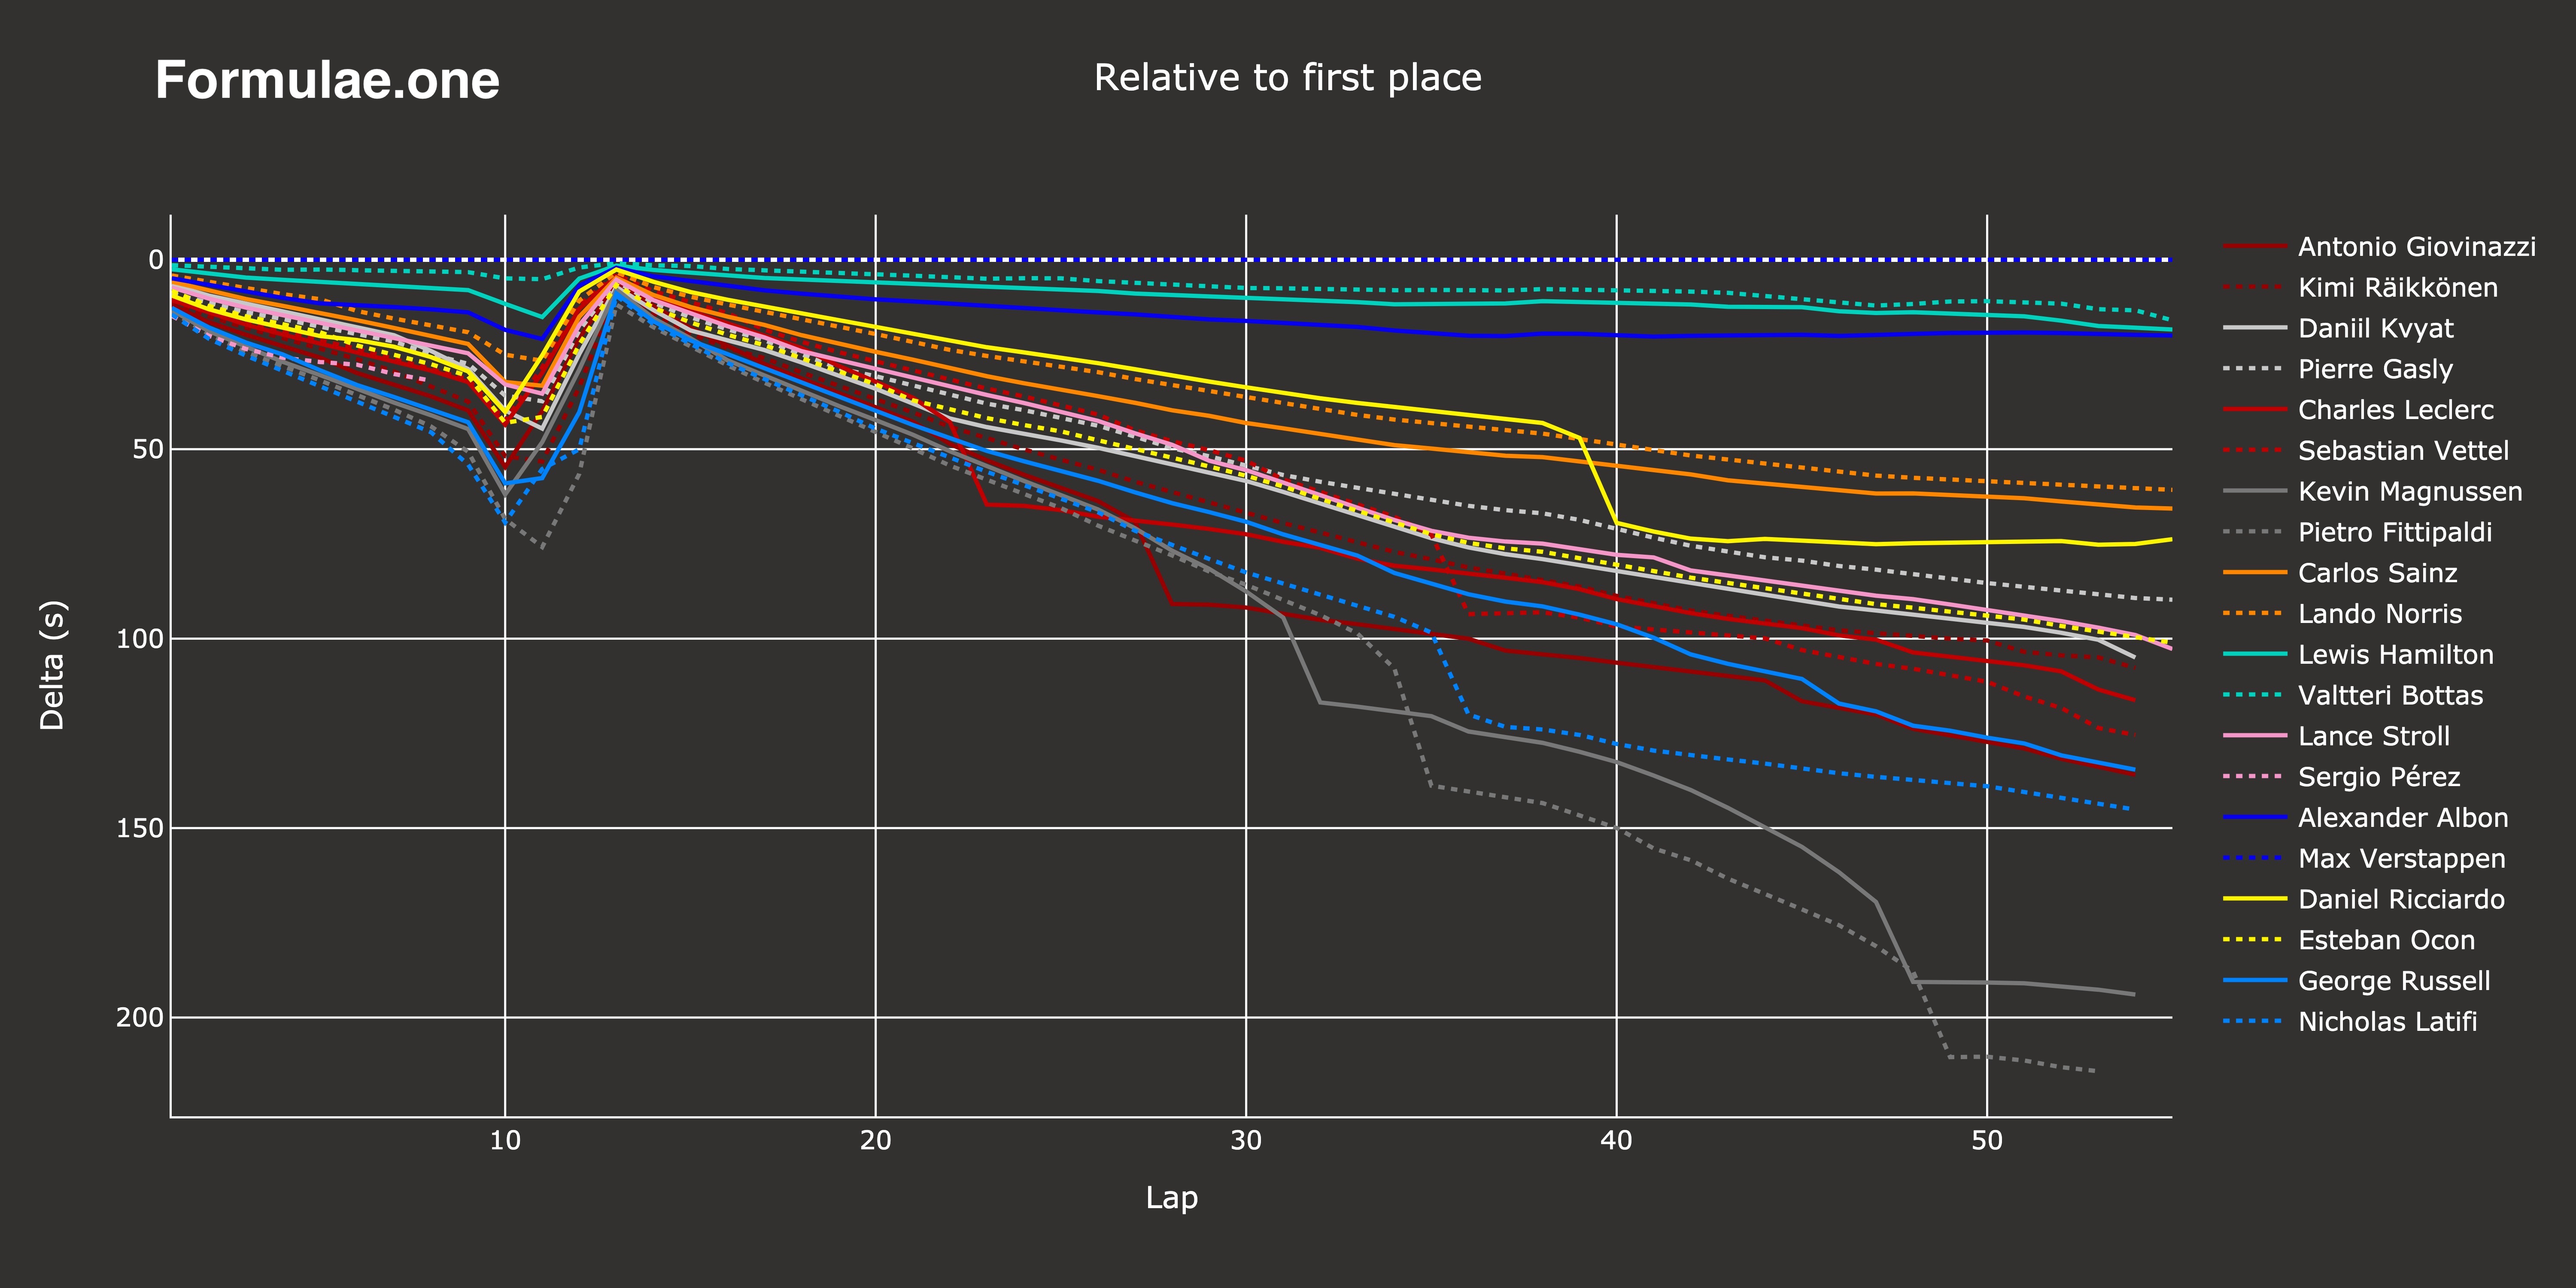 Formulae.one
Relative to first place
0
50
100
150
200
Delta (s)
10
20
30
40
50
Lap
Antonio Giovinazzi
Kimi Räikkönen
Daniil Kvyat
Pierre Gasly
Charles Leclerc
Sebastian Vettel
Kevin Magnussen
Pietro Fittipaldi
Carlos Sainz
Lando Norris
Lewis Hamilton
Valtteri Bottas
Lance Stroll
Sergio Pérez
Alexander Albon
Max Verstappen
Daniel Ricciardo
Esteban Ocon
George Russell
Nicholas Latifi